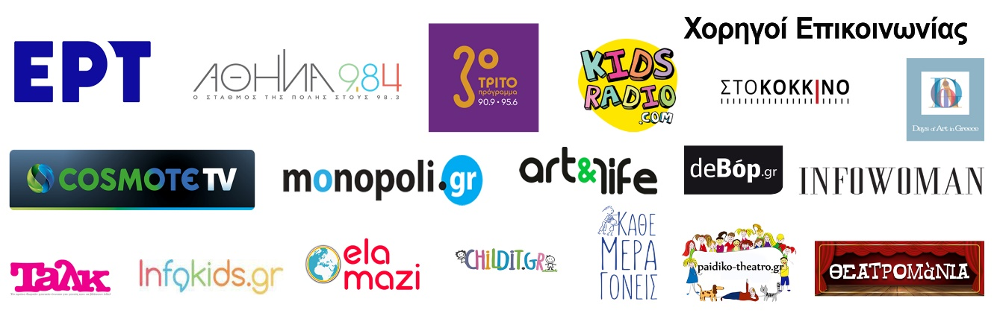 Χορηγοί Επικοινωνίας
ΕΡΤ
ΑΘΗΝΑ 9,84
Ο ΣΤΑΘΜΟΣ ΤΗΣ ΠΟΛΗΣ ΣΤΟΥΣ 98.3
3ο
ΤΡΙΤΟ
πρόγραμμα
90.9 • 95.6
KIDS
RADIO
.COM
ΣΤΟΚΟΚΚΙΝΟ
Days of Art in Greece
COSMOTE TV
monopoli.gr
art&life
deBóp.gr
INFOWOMAN
Ταλκ
Infokids.gr
ela
mazi
CHiLDiT.GR
ΚΑΘΕ
ΜΕΡΑ
ΓΟΝΕΙΣ
paidiko-theatro.gr
ΘΕΑΤΡΟΜàΝΙΑ